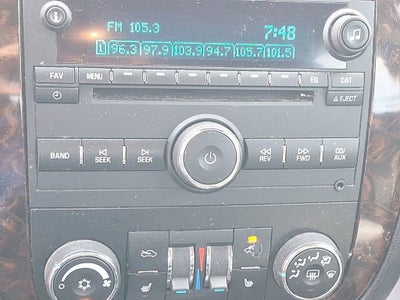 FM 105.3 7:48
1 96.3 97.9 103.9 94.7 105.7 101.5
FAV MENU EQ CAT
EJECT
BAND SEEK SEEK REV FWD AUX